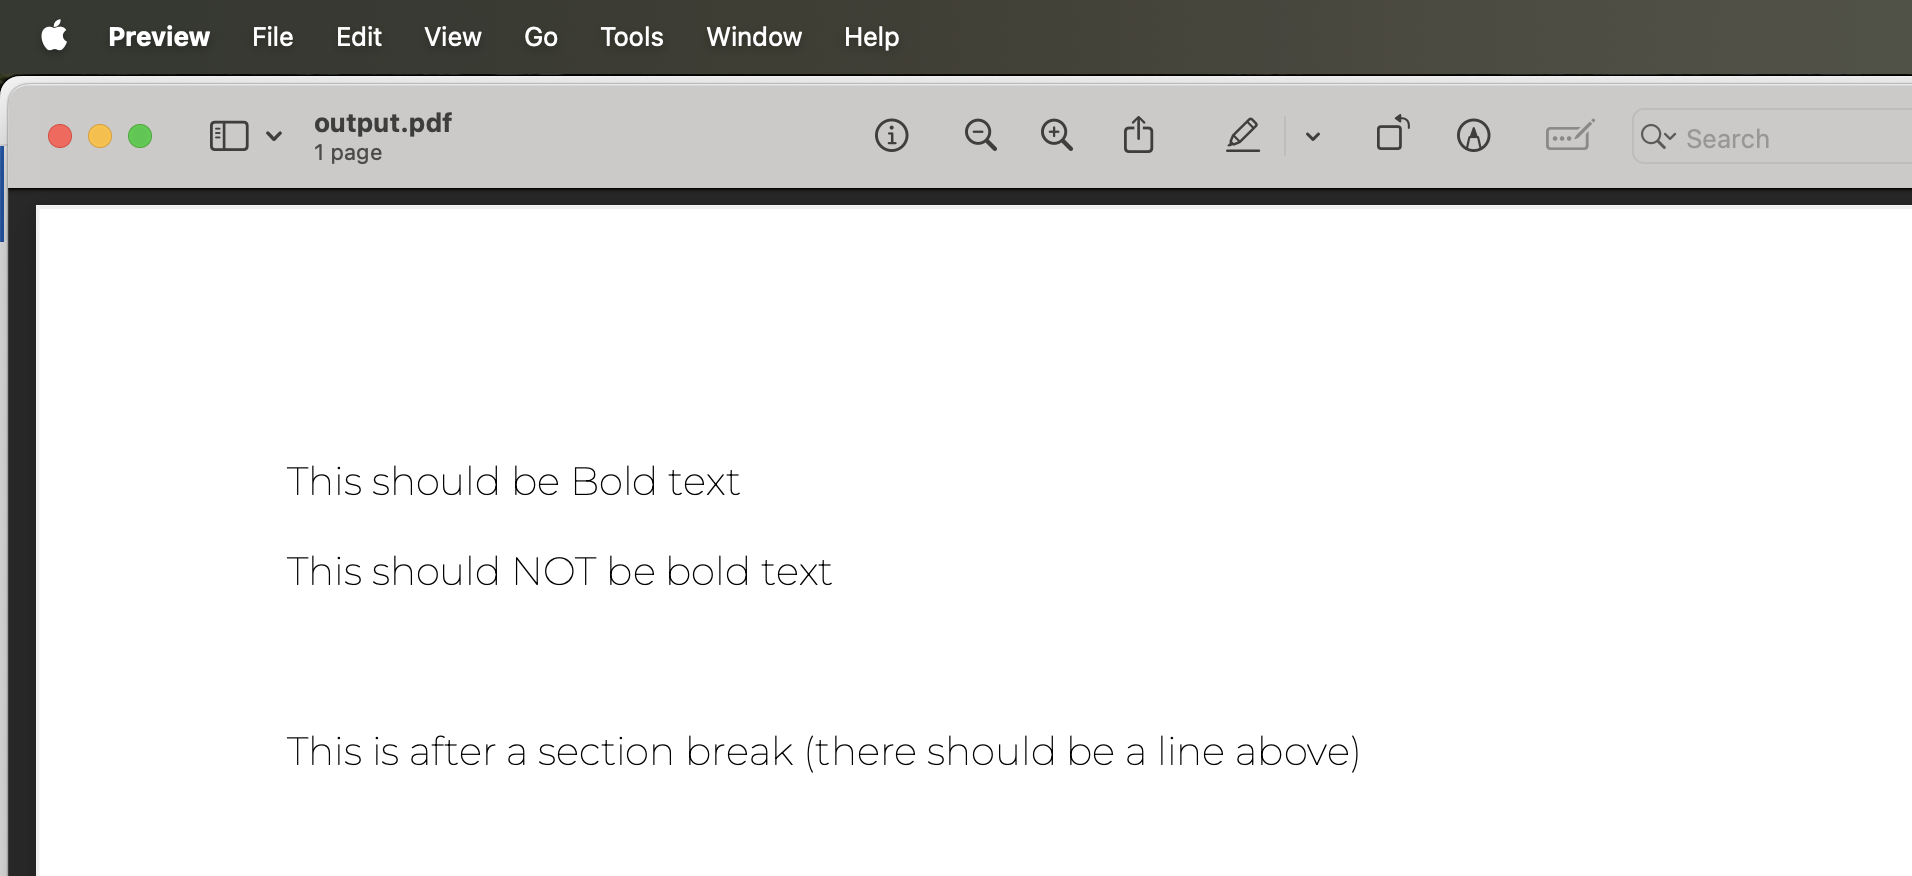 Preview File Edit View Go Tools Window Help
output.pdf
1 page
Search
This should be Bold text
This should NOT be bold text
This is after a section break (there should be a line above)